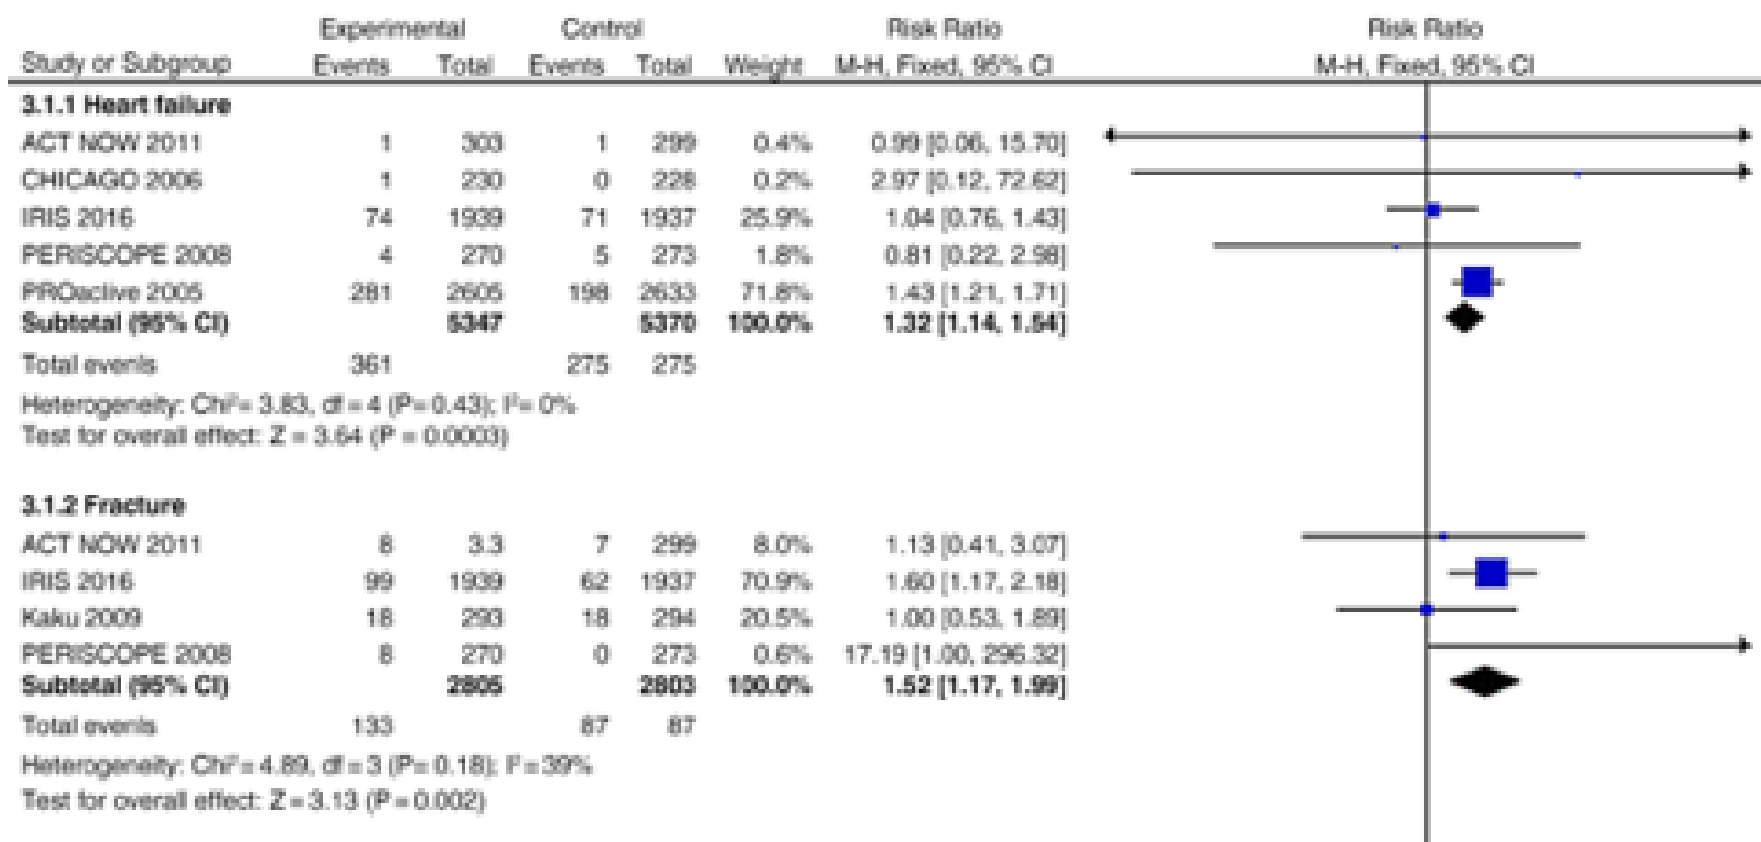 Experimental Control Risk Ratio Risk Ratio
Study or Subgroup Events Total Events Total Weight M-H, Fixed, 95% CI M-H, Fixed, 95% CI
3.1.1 Heart failure
ACT NOW 2011 1 303 1 299 0.4% 0.99 [0.06, 15.70]
CHICAGO 2006 1 230 0 228 0.2% 2.97 [0.12, 72.62]
IRIS 2016 74 1939 71 1937 25.9% 1.04 [0.76, 1.43]
PERISCOPE 2008 4 270 5 273 1.8% 0.81 [0.22, 2.98]
PROactive 2005 281 2605 198 2633 71.8% 1.43 [1.21, 1.71]
Subtotal (95% CI) 5347 5370 100.0% 1.32 [1.14, 1.54]
Total events 361 275 275
Heterogeneity: Chi²= 3.83, df = 4 (P= 0.43); I²= 0%
Test for overall effect: Z = 3.64 (P = 0.0003)
3.1.2 Fracture
ACT NOW 2011 8 3.3 7 299 8.0% 1.13 [0.41, 3.07]
IRIS 2016 99 1939 62 1937 70.9% 1.60 [1.17, 2.18]
Kaku 2009 18 293 18 294 20.5% 1.00 [0.53, 1.89]
PERISCOPE 2008 8 270 0 273 0.6% 17.19 [1.00, 296.32]
Subtotal (95% CI) 2805 2803 100.0% 1.52 [1.17, 1.99]
Total events 133 87 87
Heterogeneity: Chi²= 4.89, df = 3 (P= 0.18); I²= 39%
Test for overall effect: Z = 3.13 (P = 0.002)